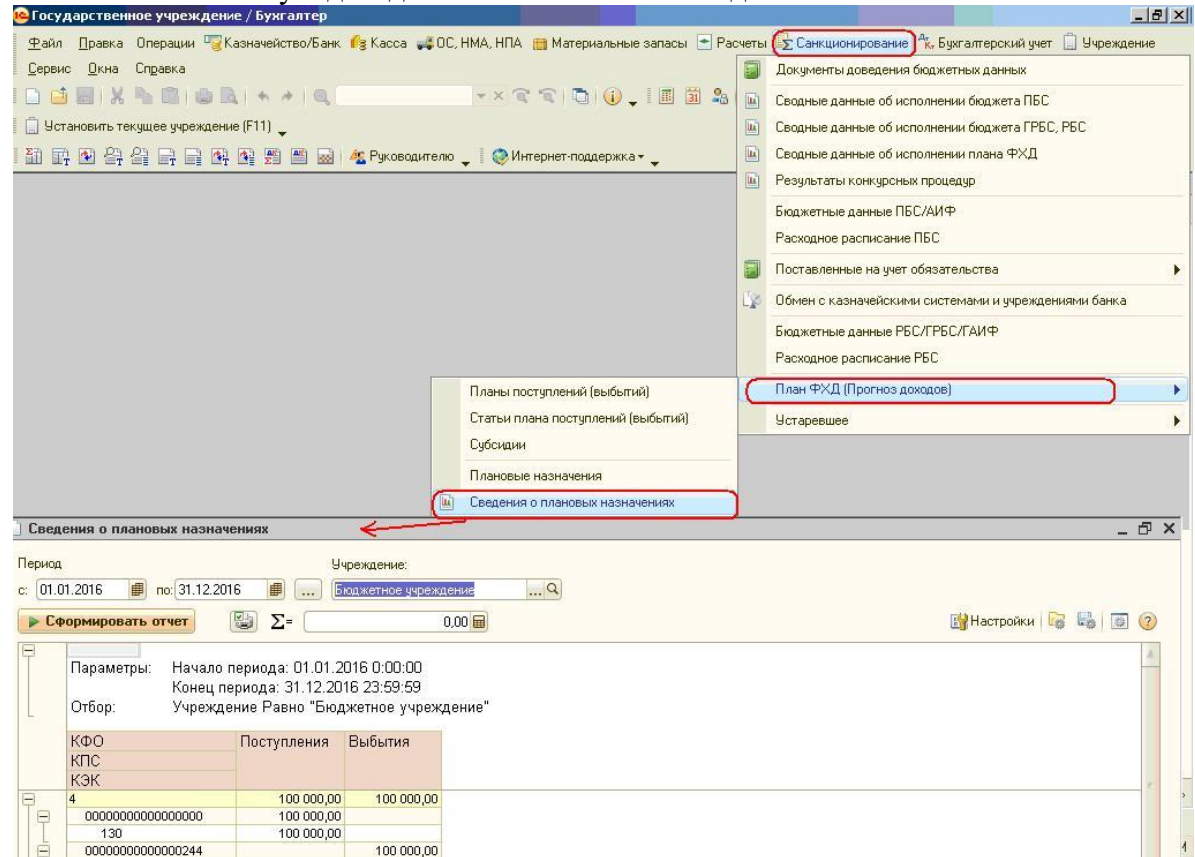 Государственное учреждение / Бухгалтер
Файл Правка Операции Казначейство/Банк Касса ОС, НМА, НПА Материальные запасы Расчеты Санкционирование Бухгалтерский учет Учреждение
Сервис Окна Справка
Установить текущее учреждение (F11)
Руководителю Интернет-поддержка
Документы доведения бюджетных данных
Сводные данные об исполнении бюджета ПБС
Сводные данные об исполнении бюджета ГРБС, РБС
Сводные данные об исполнении плана ФХД
Результаты конкурсных процедур
Бюджетные данные ПБС/АИФ
Расходное расписание ПБС
Поставленные на учет обязательства
Обмен с казначейскими системами и учреждениями банка
Бюджетные данные РБС/ГРБС/ГАИФ
Расходное расписание РБС
План ФХД (Прогноз доходов)
Устаревшее
Планы поступлений (выбытий)
Статьи плана поступлений (выбытий)
Субсидии
Плановые назначения
Сведения о плановых назначениях
Сведения о плановых назначениях
Период Учреждение:
с: 01.01.2016 по: 31.12.2016 ... Бюджетное учреждение ...
Сформировать отчет Σ= 0,00 Настройки
Параметры: Начало периода: 01.01.2016 0:00:00
Конец периода: 31.12.2016 23:59:59
Отбор: Учреждение Равно "Бюджетное учреждение"
КФО Поступления Выбытия
КПС
КЭК
4 100 000,00 100 000,00
00000000000000000 100 000,00
130 100 000,00
00000000000000244 100 000,00